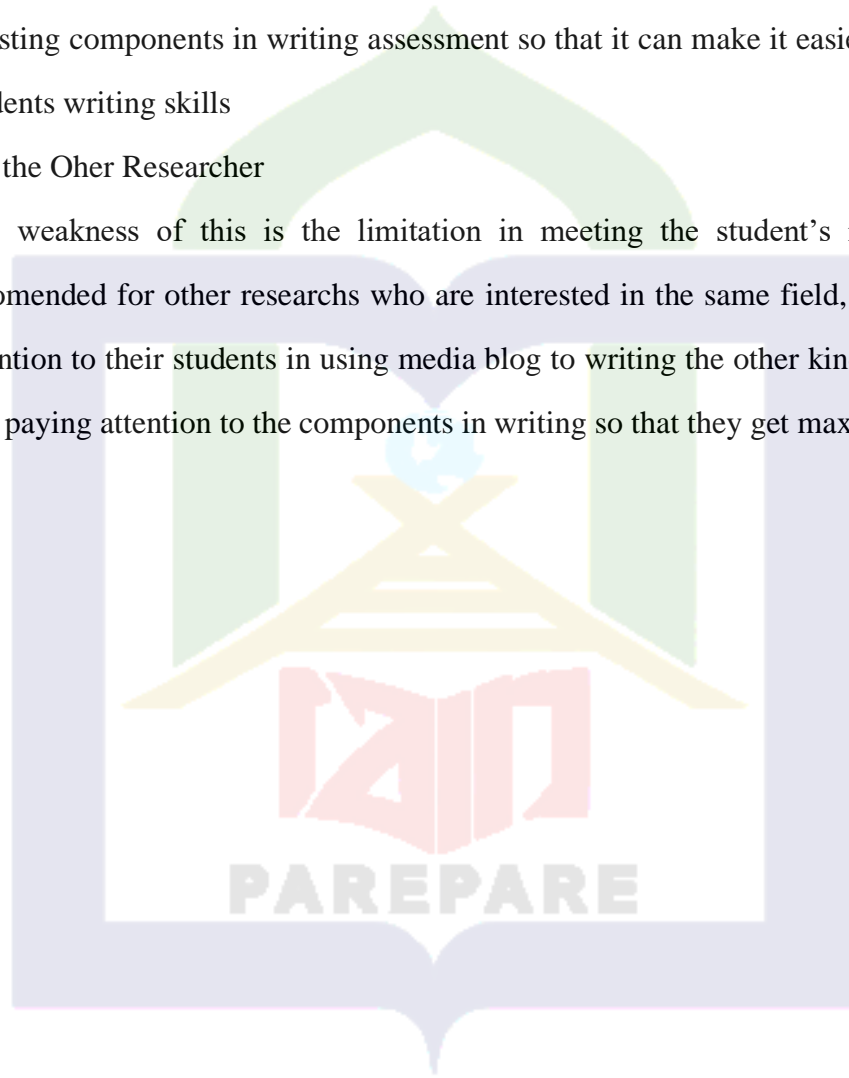 sting components in writing assessment so that it can make it easie
dents writing skills
the Oher Researcher
weakness of this is the limitation in meeting the student's
omended for other researchs who are interested in the same field,
ntion to their students in using media blog to writing the other kin
paying attention to the components in writing so that they get max
PAREPARE